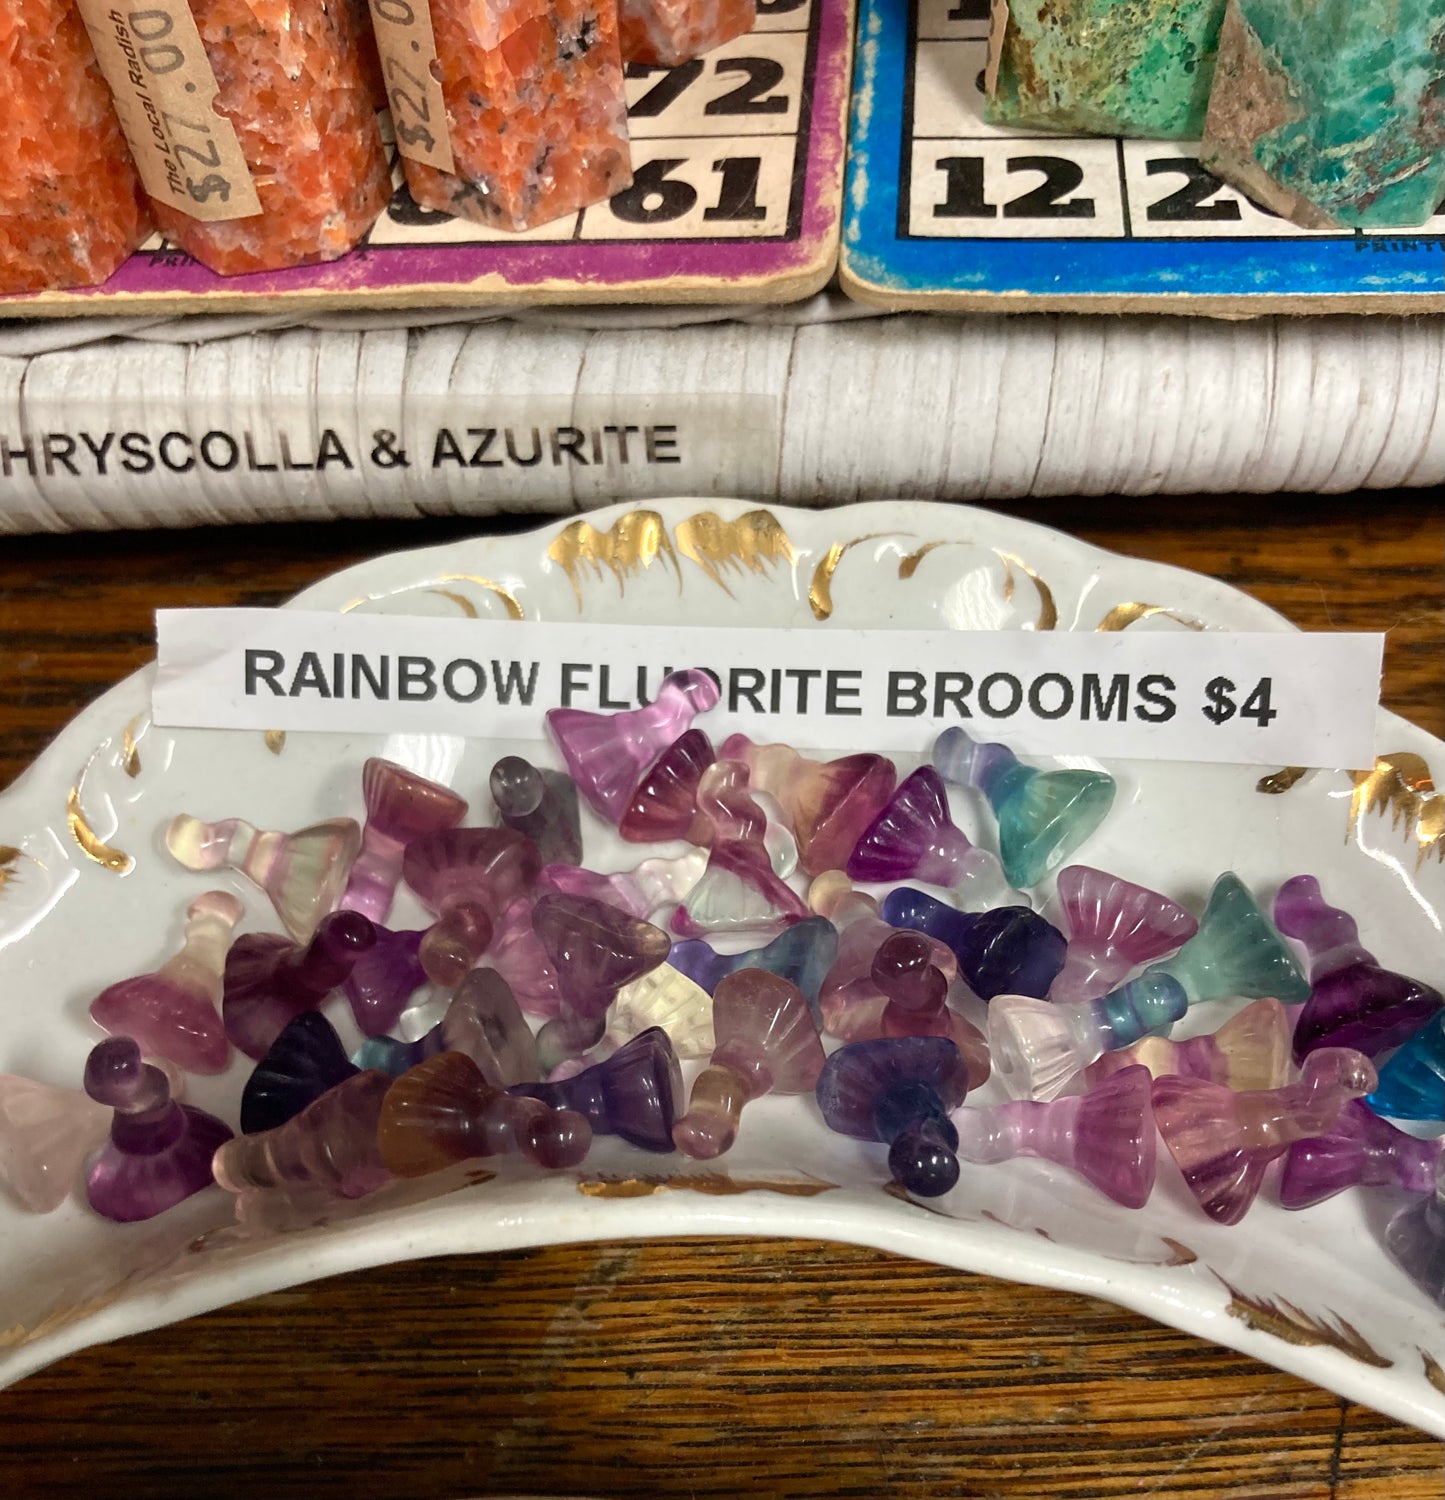 The Local Radish
$27.00
$27.0
72
61
12
HRYSCOLLA & AZURITE
RAINBOW FLUORITE BROOMS $4